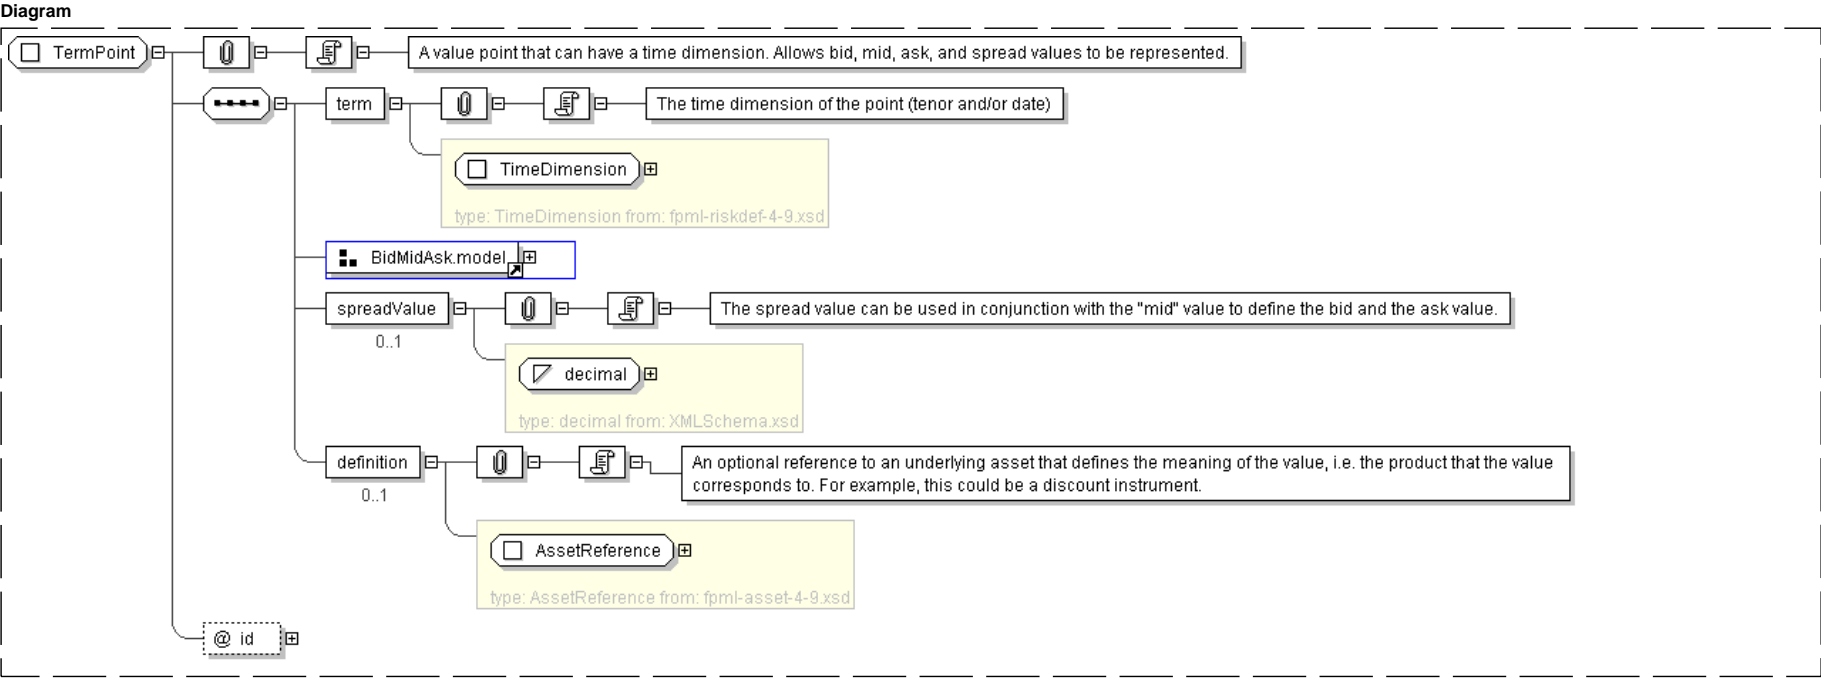 Diagram
TermPoint
A value point that can have a time dimension. Allows bid, mid, ask, and spread values to be represented.
term
The time dimension of the point (tenor and/or date)
TimeDimension
type: TimeDimension from: fpml-riskdef-4-9.xsd
BidMidAsk.model
spreadValue
The spread value can be used in conjunction with the "mid" value to define the bid and the ask value.
0..1
decimal
type: decimal from: XMLSchema.xsd
definition
An optional reference to an underlying asset that defines the meaning of the value, i.e. the product that the value
corresponds to. For example, this could be a discount instrument.
0..1
AssetReference
type: AssetReference from: fpml-asset-4-9.xsd
@ id